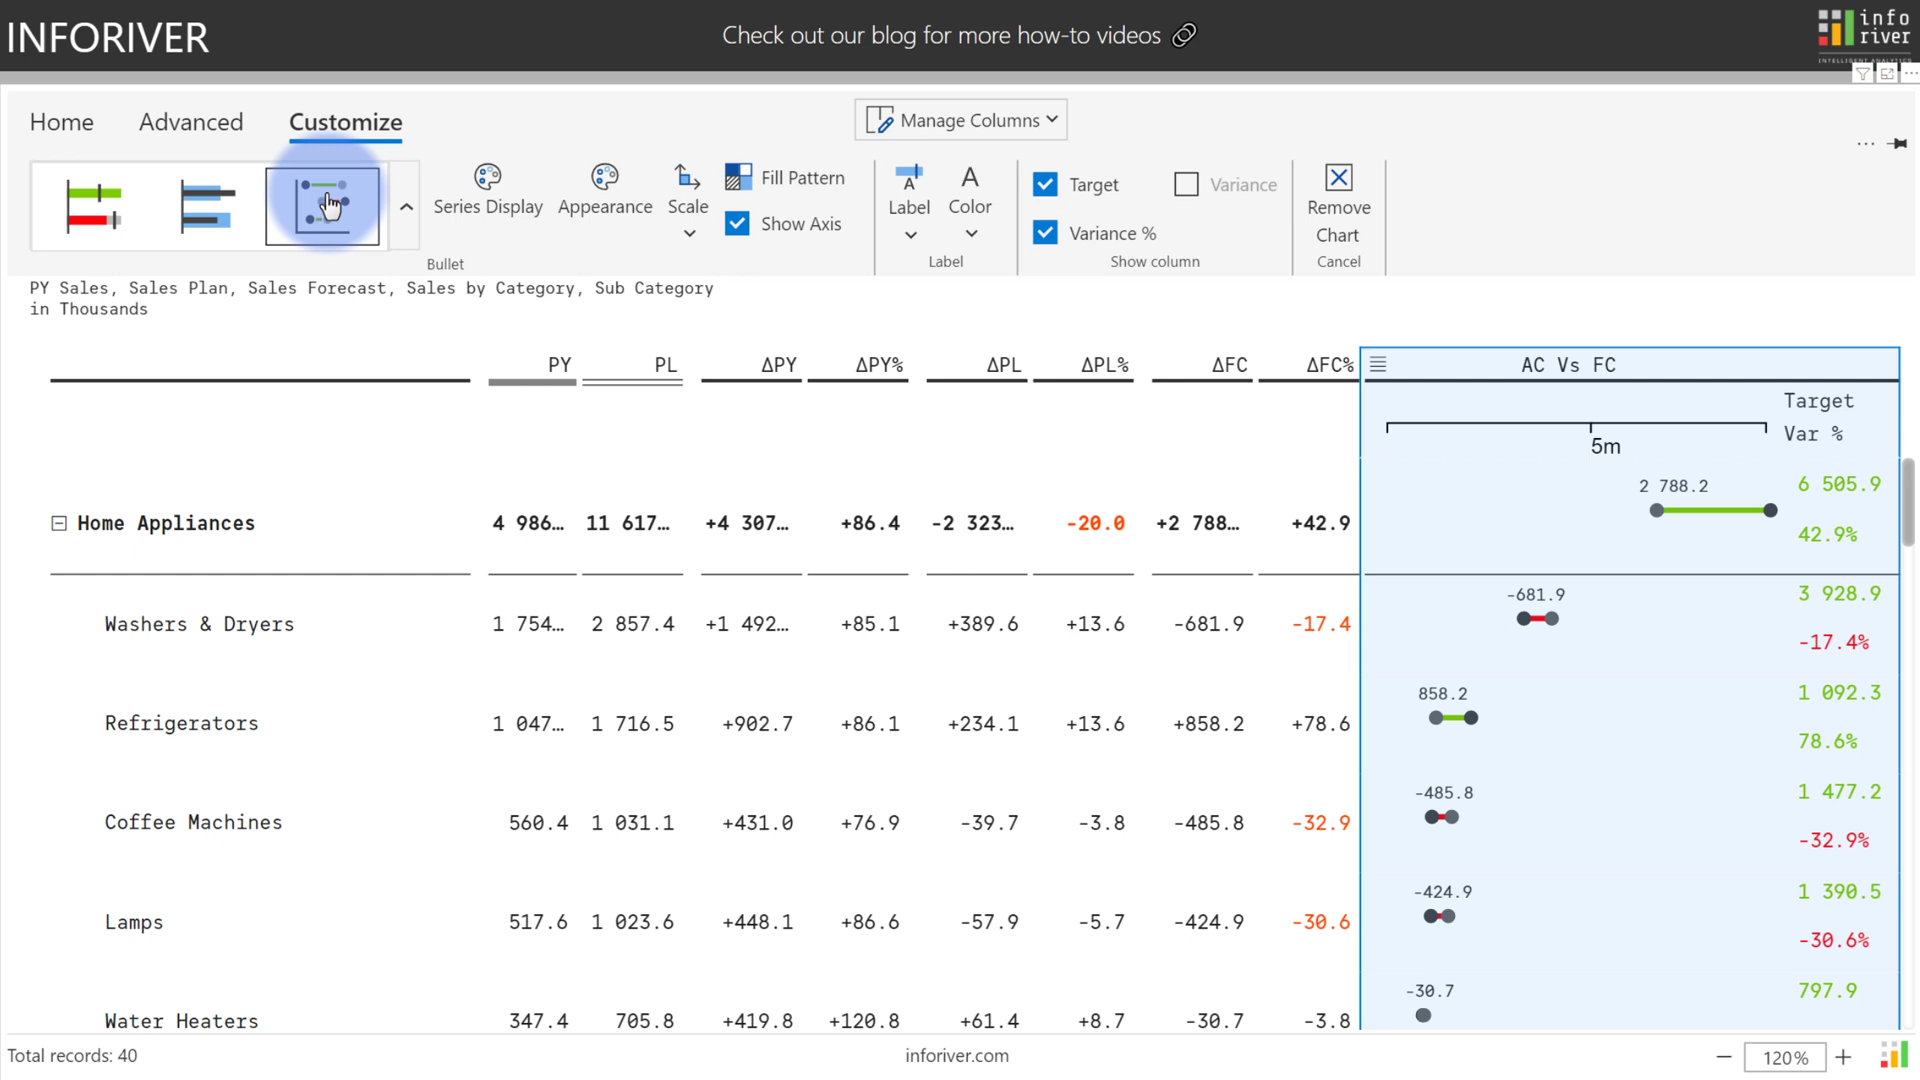 INFORIVER
Check out our blog for more how-to videos
info
river
INTELLIGENT ANALYTICS
Home Advanced Customize
Manage Columns
Series Display Appearance Scale Fill Pattern Show Axis
Bullet
Label Color
Label
Target Variance
Variance %
Show column
Remove
Chart
Cancel
PY Sales, Sales Plan, Sales Forecast, Sales by Category, Sub Category
in Thousands
PY PL ΔPY ΔPY% ΔPL ΔPL% ΔFC ΔFC% AC Vs FC
Target
Var %
5m
2 788.2 6 505.9
Home Appliances 4 986… 11 617… +4 307… +86.4 -2 323… -20.0 +2 788… +42.9
42.9%
-681.9 3 928.9
Washers & Dryers 1 754… 2 857.4 +1 492… +85.1 +389.6 +13.6 -681.9 -17.4
-17.4%
858.2 1 092.3
Refrigerators 1 047… 1 716.5 +902.7 +86.1 +234.1 +13.6 +858.2 +78.6
78.6%
-485.8 1 477.2
Coffee Machines 560.4 1 031.1 +431.0 +76.9 -39.7 -3.8 -485.8 -32.9
-32.9%
-424.9 1 390.5
Lamps 517.6 1 023.6 +448.1 +86.6 -57.9 -5.7 -424.9 -30.6
-30.6%
-30.7 797.9
Water Heaters 347.4 705.8 +419.8 +120.8 +61.4 +8.7 -30.7 -3.8
Total records: 40 inforiver.com 120%